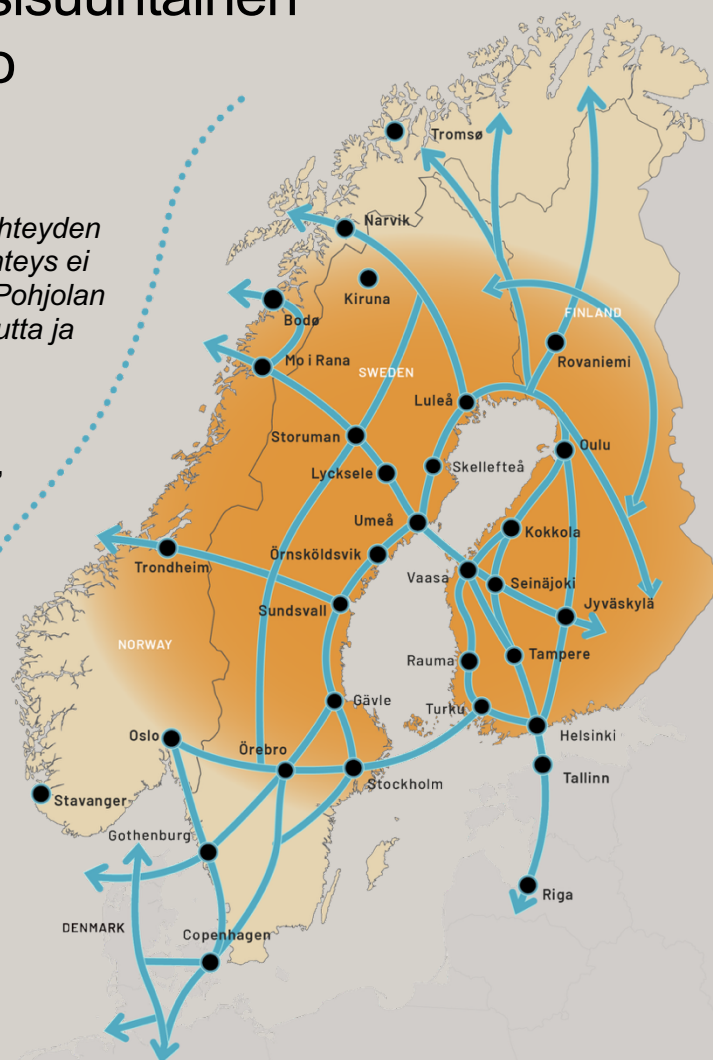 sisuuntainen
hteyden
nteys ei
Pohjolan
utta ja
Tromsø
Narvik
Kiruna
Bodø
FINLAND
Mo i Rana
Rovaniemi
SWEDEN
Luleå
Storuman
Oulu
Lycksele
Skellefteå
Umeå
Kokkola
Örnsköldsvik
Trondheim
Vaasa
Seinäjoki
Sundsvall
Jyväskylä
NORWAY
Tampere
Rauma
Gävle
Turku
Oslo
Helsinki
Örebro
Tallinn
Stockholm
Stavanger
Gothenburg
Riga
DENMARK
Copenhagen